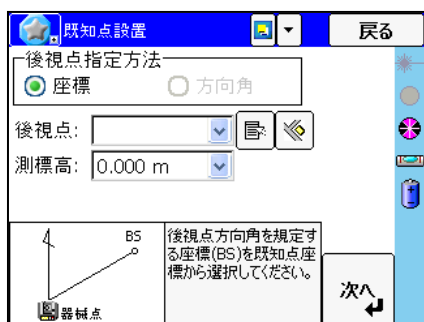 既知点設置
戻る
後視点指定方法
座標
方向角
後視点:
測標高: 0.000 m
BS
器械点
後視点方向角を規定す
る座標(BS)を既知点座
標から選択してください。
次へ